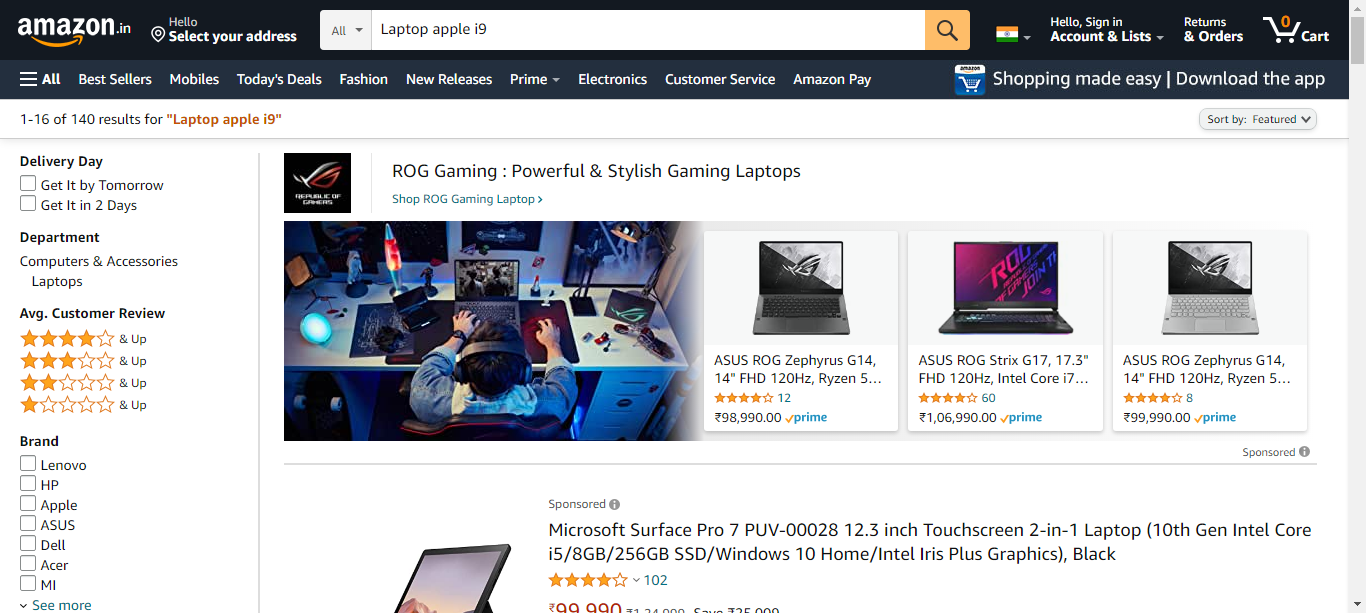 amazon.in
Hello
Select your address
All
Laptop apple i9
Hello, Sign in
Account & Lists
Returns
& Orders
0
Cart
All
Best Sellers
Mobiles
Today's Deals
Fashion
New Releases
Prime
Electronics
Customer Service
Amazon Pay
amazon
Shopping made easy | Download the app
1-16 of 140 results for "Laptop apple i9"
Sort by: Featured
Delivery Day
Get It by Tomorrow
Get It in 2 Days
Department
Computers & Accessories
Laptops
Avg. Customer Review
& Up
& Up
& Up
& Up
Brand
Lenovo
HP
Apple
ASUS
Dell
Acer
MI
See more
REPUBLIC OF
GAMERS
ROG Gaming : Powerful & Stylish Gaming Laptops
Shop ROG Gaming Laptop ›
ASUS ROG Zephyrus G14,
14" FHD 120Hz, Ryzen 5...
12
₹98,990.00 prime
ASUS ROG Strix G17, 17.3"
FHD 120Hz, Intel Core i7...
60
₹1,06,990.00 prime
ASUS ROG Zephyrus G14,
14" FHD 120Hz, Ryzen 5...
8
₹99,990.00 prime
Sponsored
Sponsored
Microsoft Surface Pro 7 PUV-00028 12.3 inch Touchscreen 2-in-1 Laptop (10th Gen Intel Core
i5/8GB/256GB SSD/Windows 10 Home/Intel Iris Plus Graphics), Black
102
₹99,990 ₹1,24,999 Save ₹25,009